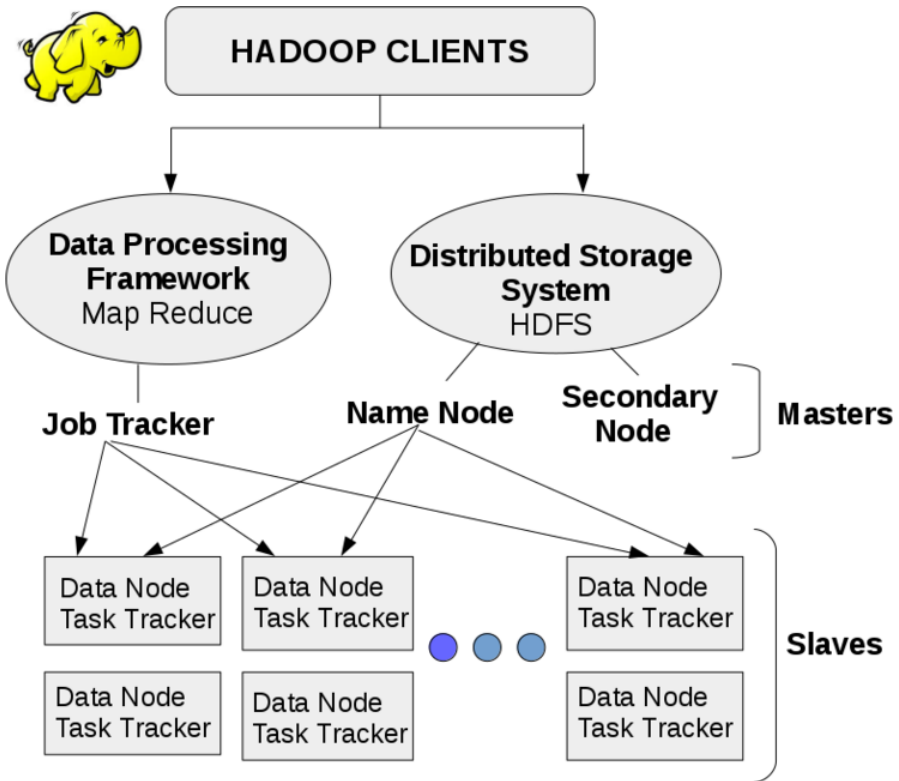 HADOOP CLIENTS
Data Processing
Framework
Map Reduce
Distributed Storage
System
HDFS
Job Tracker
Name Node
Secondary
Node
Masters
Data Node
Task Tracker
Data Node
Task Tracker
Data Node
Task Tracker
Slaves
Data Node
Task Tracker
Data Node
Task Tracker
Data Node
Task Tracker